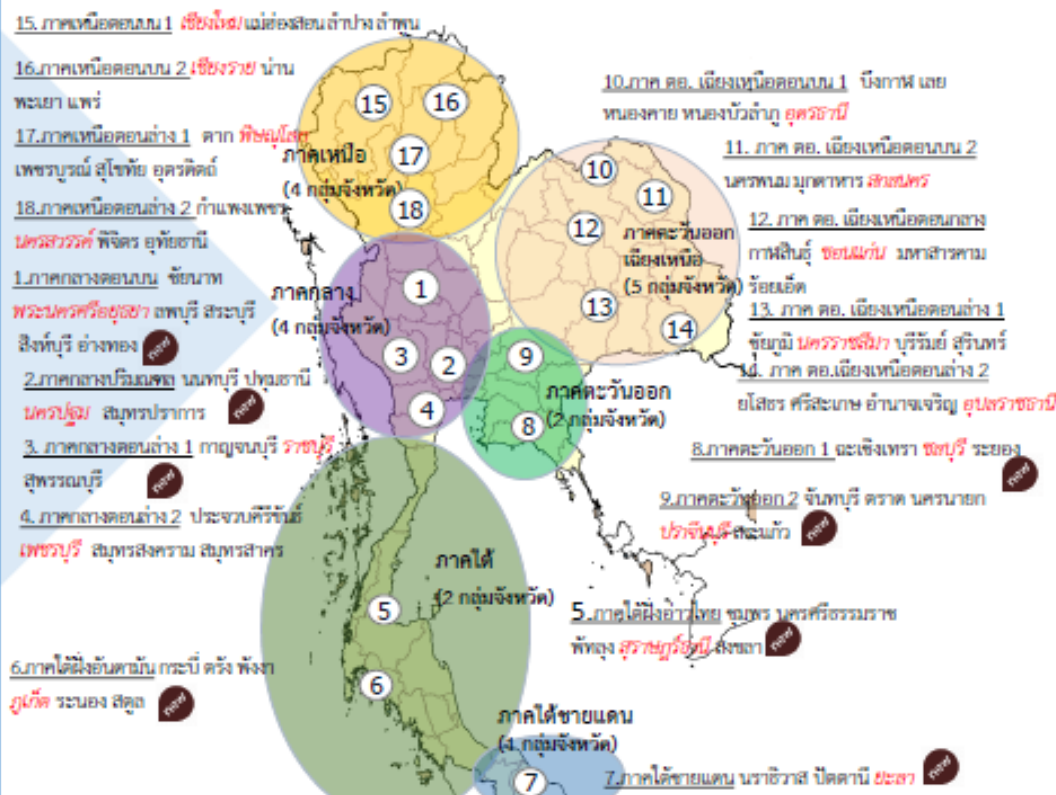 15. ภาคเหนือตอนบน 1 เชียงใหม่ แม่ฮ่องสอน ลำปาง ลำพูน
16.ภาคเหนือตอนบน 2 เชียงราย น่าน
พะเยา แพร่
17.ภาคเหนือตอนล่าง 1 ตาก พิษณุโลก
เพชรบูรณ์ สุโขทัย อุตรดิตถ์
18.ภาคเหนือตอนล่าง 2 กำแพงเพชร
นครสวรรค์ พิจิตร อุทัยธานี
1.ภาคกลางตอนบน ชัยนาท
พระนครศรีอยุธยา ลพบุรี สระบุรี
สิงห์บุรี อ่างทอง
2.ภาคกลางปริมณฑล นนทบุรี ปทุมธานี
นครปฐม สมุทรปราการ
3. ภาคกลางตอนล่าง 1 กาญจนบุรี ราชบุรี
สุพรรณบุรี
4. ภาคกลางตอนล่าง 2 ประจวบคีรีขันธ์
เพชรบุรี สมุทรสงคราม สมุทรสาคร
6.ภาคใต้ฝั่งอันดามัน กระบี่ ตรัง พังงา
ภูเก็ต ระนอง สตูล
15
16
17
ภาคเหนือ
(4 กลุ่มจังหวัด)
18
ภาคกลาง
(4 กลุ่มจังหวัด)
1
3
2
4
10
11
12
ภาคตะวันออก
เฉียงเหนือ
(5 กลุ่มจังหวัด)
13
14
9
ภาคตะวันออก
(2 กลุ่มจังหวัด)
8
ภาคใต้
(2 กลุ่มจังหวัด)
5
6
ภาคใต้ชายแดน
(1 กลุ่มจังหวัด)
7
10.ภาค ตอ. เฉียงเหนือตอนบน 1 บึงกาฬ เลย
หนองคาย หนองบัวลำภู อุดรธานี
11. ภาค ตอ. เฉียงเหนือตอนบน 2
นครพนม มุกดาหาร สกลนคร
12. ภาค ตอ. เฉียงเหนือตอนกลาง
กาฬสินธุ์ ขอนแก่น มหาสารคาม
ร้อยเอ็ด
13. ภาค ตอ. เฉียงเหนือตอนล่าง 1
ชัยภูมิ นครราชสีมา บุรีรัมย์ สุรินทร์
14. ภาค ตอ.เฉียงเหนือตอนล่าง 2
ยโสธร ศรีสะเกษ อำนาจเจริญ อุบลราชธานี
8.ภาคตะวันออก 1 ฉะเชิงเทรา ชลบุรี ระยอง
9.ภาคตะวันออก 2 จันทบุรี ตราด นครนายก
ปราจีนบุรี สระแก้ว
5.ภาคใต้ฝั่งอ่าวไทย ชุมพร นครศรีธรรมราช
พัทลุง สุราษฎร์ธานี สงขลา
7.ภาคใต้ชายแดน นราธิวาส ปัตตานี ยะลา